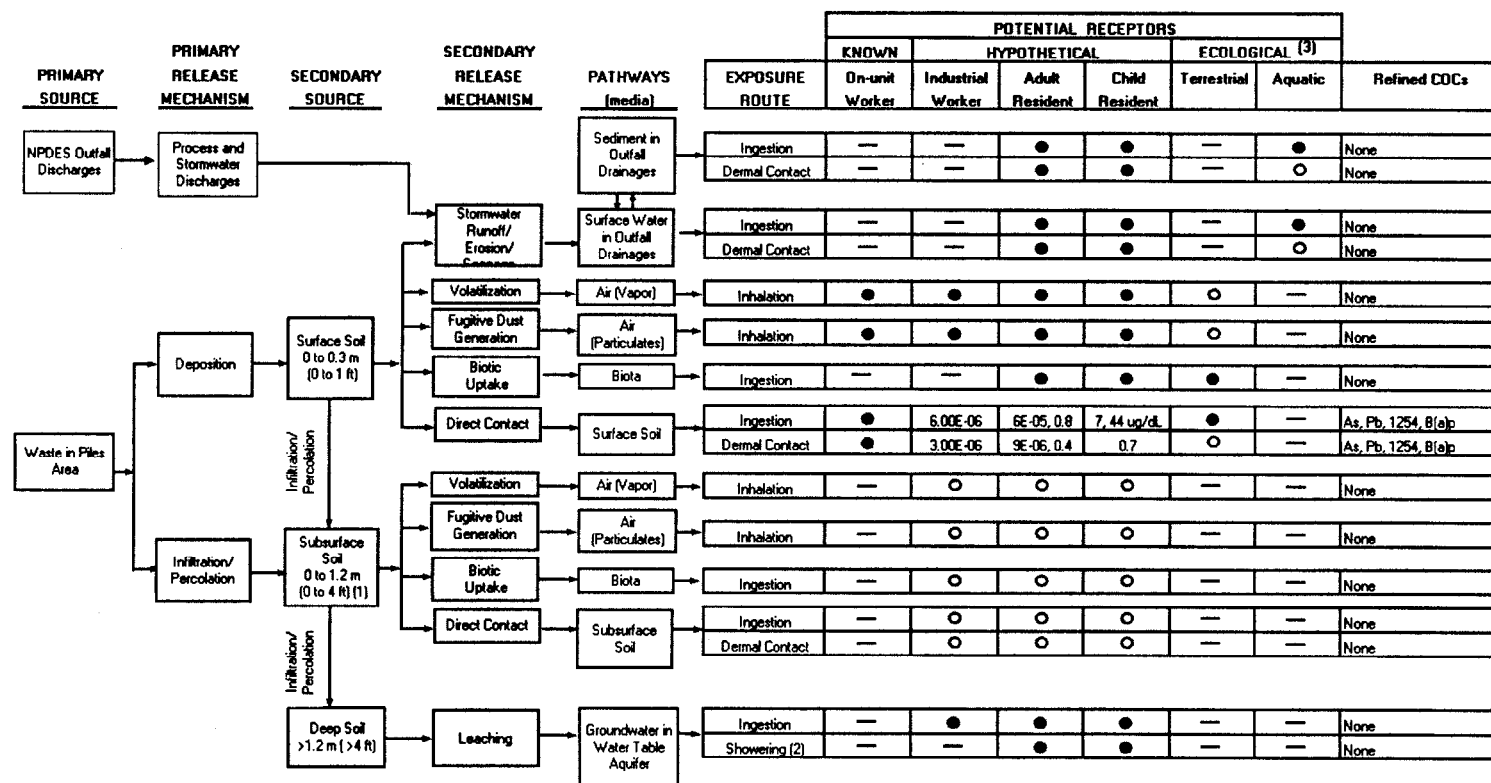 POTENTIAL RECEPTORS
KNOWN HYPOTHETICAL ECOLOGICAL (3)
PRIMARY SOURCE
PRIMARY RELEASE MECHANISM
SECONDARY SOURCE
SECONDARY RELEASE MECHANISM
PATHWAYS (media)
EXPOSURE ROUTE
On-unit Worker
Industrial Worker
Adult Resident
Child Resident
Terrestrial
Aquatic
Refined COCs
NPDES Outfall
Discharges
Process and
Stormwater
Discharges
Sediment in
Outfall
Drainages
Ingestion — — ● ● — ● None
Dermal Contact — — ● ● — ○ None
Stormwater
Runoff/
Erosion/
Surface Water
in Outfall
Drainages
Ingestion — — ● ● — ● None
Dermal Contact — — ● ● — ○ None
Volatilization
Air (Vapor)
Inhalation ● ● ● ● ○ — None
Fugitive Dust
Generation
Air
(Particulates)
Inhalation ● ● ● ● ○ — None
Deposition
Surface Soil
0 to 0.3 m
(0 to 1 ft)
Biotic
Uptake
Biota
Ingestion — — ● ● ● — None
Direct Contact
Surface Soil
Ingestion ● 6.00E-06 6E-05, 0.8 7, 44 ug/dL ● — As, Pb, 1254, B(a)p
Dermal Contact ● 3.00E-06 9E-06, 0.4 0.7 ○ — As, Pb, 1254, B(a)p
Waste in Piles
Area
Infiltration/
Percolation
Volatilization
Air (Vapor)
Inhalation — ○ ○ ○ — — None
Fugitive Dust
Generation
Air
(Particulates)
Inhalation — ○ ○ ○ — — None
Infiltration/
Percolation
Subsurface
Soil
0 to 1.2 m
(0 to 4 ft) (1)
Biotic
Uptake
Biota
Ingestion — ○ ○ ○ — — None
Direct Contact
Subsurface
Soil
Ingestion — ○ ○ ○ — — None
Dermal Contact — ○ ○ ○ — — None
Infiltration/
Percolation
Deep Soil
>1.2 m ( >4 ft)
Leaching
Groundwater in
Water Table
Aquifer
Ingestion — ● ● ● — — None
Showering (2) — — ● ● — — None